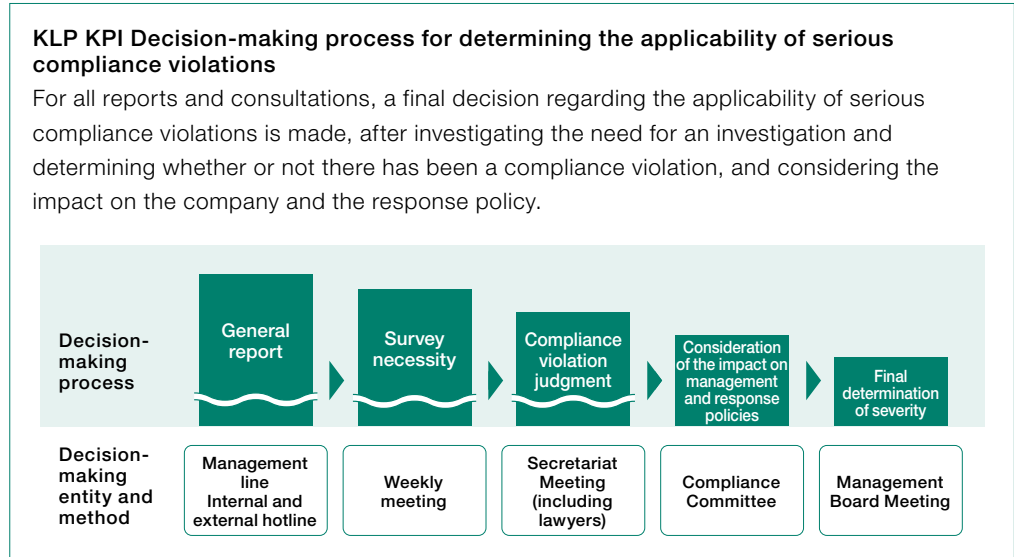 KLP KPI Decision-making process for determining the applicability of serious
compliance violations
For all reports and consultations, a final decision regarding the applicability of serious
compliance violations is made, after investigating the need for an investigation and
determining whether or not there has been a compliance violation, and considering the
impact on the company and the response policy.
Decision-
making
process
General
report
Survey
necessity
Compliance
violation
judgment
Consideration
of the impact on
management
and response
policies
Final
determination
of severity
Decision-
making
entity and
method
Management
line
Internal and
external hotline
Weekly
meeting
Secretariat
Meeting
(including
lawyers)
Compliance
Committee
Management
Board Meeting